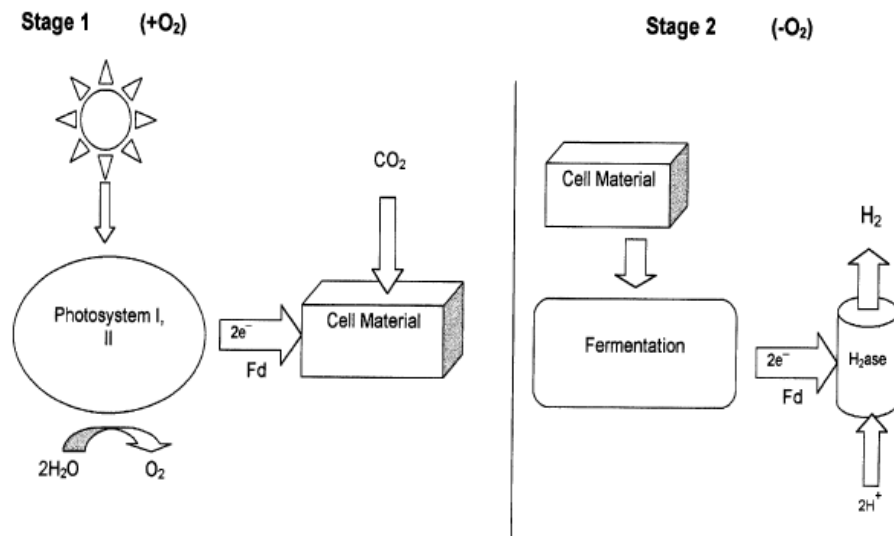 Stage 1 (+O₂)
Stage 2 (-O₂)
CO₂
Photosystem I,
II
2e⁻
Fd
Cell Material
2H₂O
O₂
Cell Material
Fermentation
2e⁻
Fd
H₂
H₂ase
2H⁺